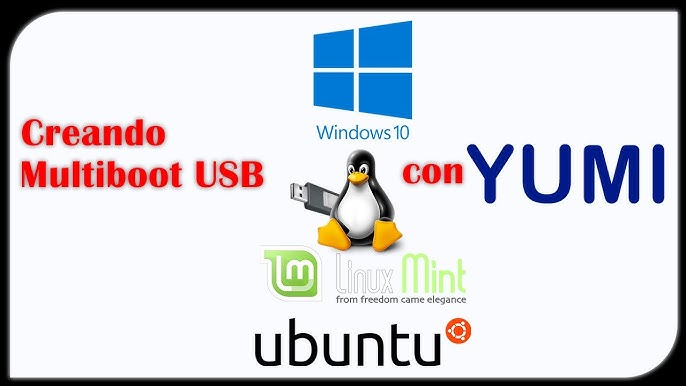 Windows 10
Creando
Multiboot USB
con YUMI
Linux Mint
from freedom came elegance
ubuntu